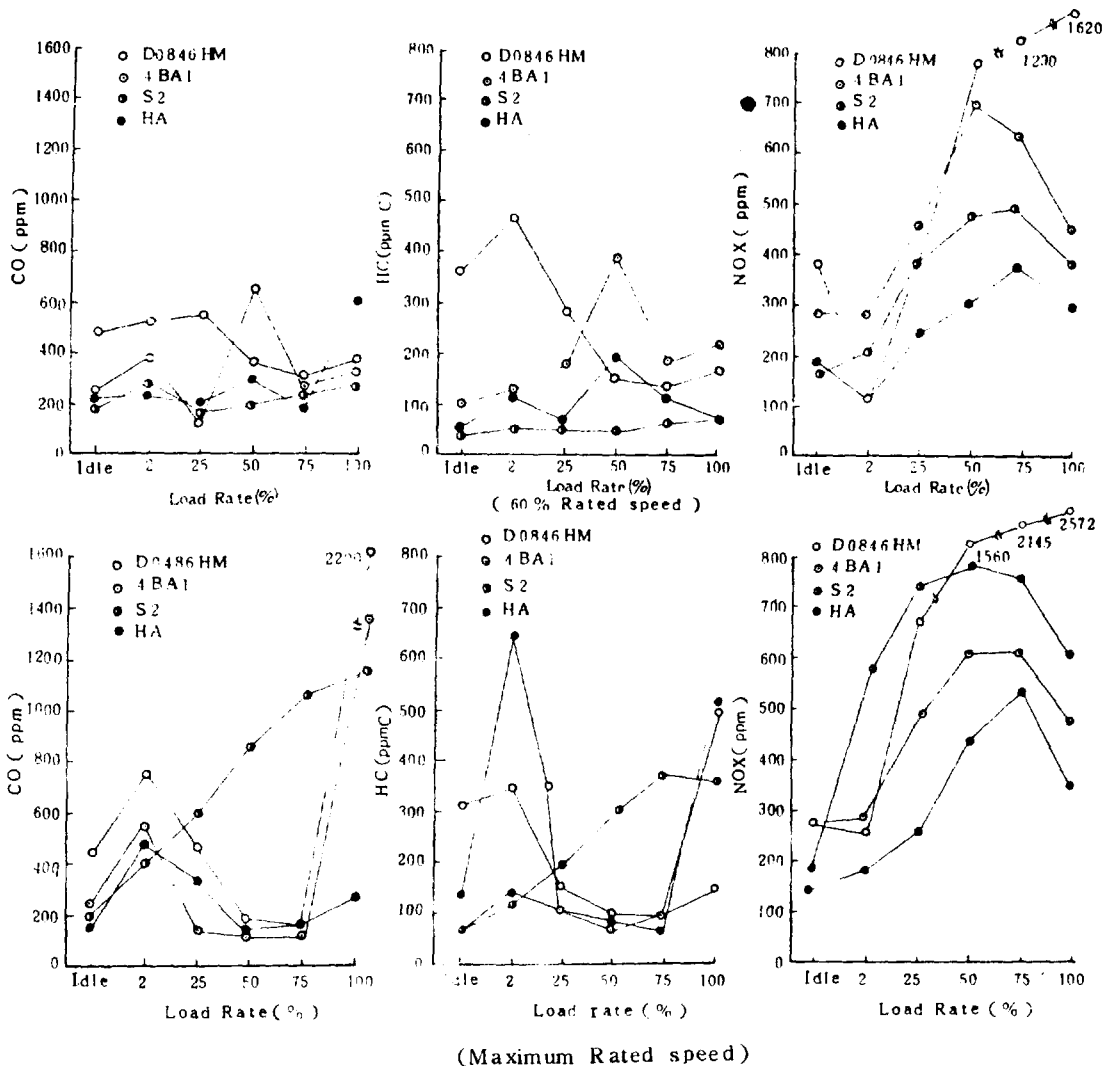 1600
1400
1200
1000
800
600
400
200
0
CO ( ppm)
D0846HM
4BA1
S2
HA
Idle 2 25 50 75 100
Load Rate(%)
800
700
600
500
400
300
200
100
0
HC(ppm C)
D0846HM
4BA1
S2
HA
Idle 2 25 50 75 100
Load Rate(%)
( 60% Rated speed )
800
700
600
500
400
300
200
100
0
NOX ( ppm )
D0846HM
4BA1
S2
HA
1620
Idle 2 25 50 75 100
Load Rate(%)
1600
1400
1200
1000
800
600
400
200
0
CO ( ppm)
D0486HM
4BA1
S2
HA
Idle 2 25 50 75 100
Load Rate (%)
800
700
600
500
400
300
200
100
0
HC (ppmC)
D0846HM
4BA1
S2
HA
Idle 2 25 50 75 100
Load rate (%)
800
700
600
500
400
300
200
100
0
NOX( ppm)
D0846HM
4BA1
S2
HA
1560
2145
2572
Idle 2 25 50 75 100
Load Rate (%)
(Maximum Rated speed)